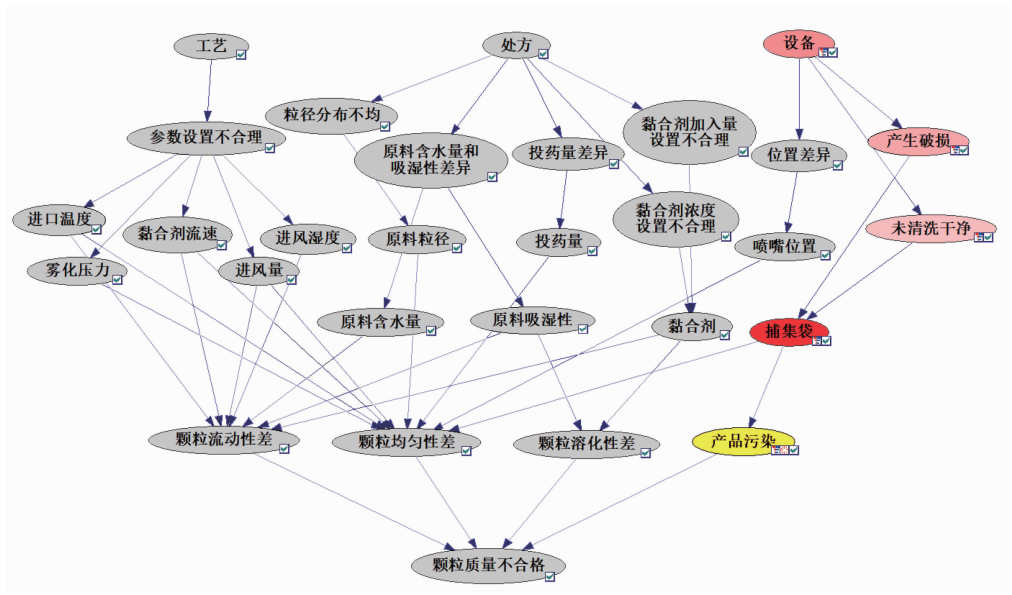 工艺
处方
设备
粒径分布不均
黏合剂加入量
设置不合理
参数设置不合理
原料含水量和
吸湿性差异
投药量差异
位置差异
产生破损
进口温度
黏合剂流速
进风湿度
原料粒径
投药量
黏合剂浓度
设置不合理
喷嘴位置
未清洗干净
雾化压力
进风量
原料含水量
原料吸湿性
黏合剂
捕集袋
颗粒流动性差
颗粒均匀性差
颗粒溶化性差
产品污染
颗粒质量不合格